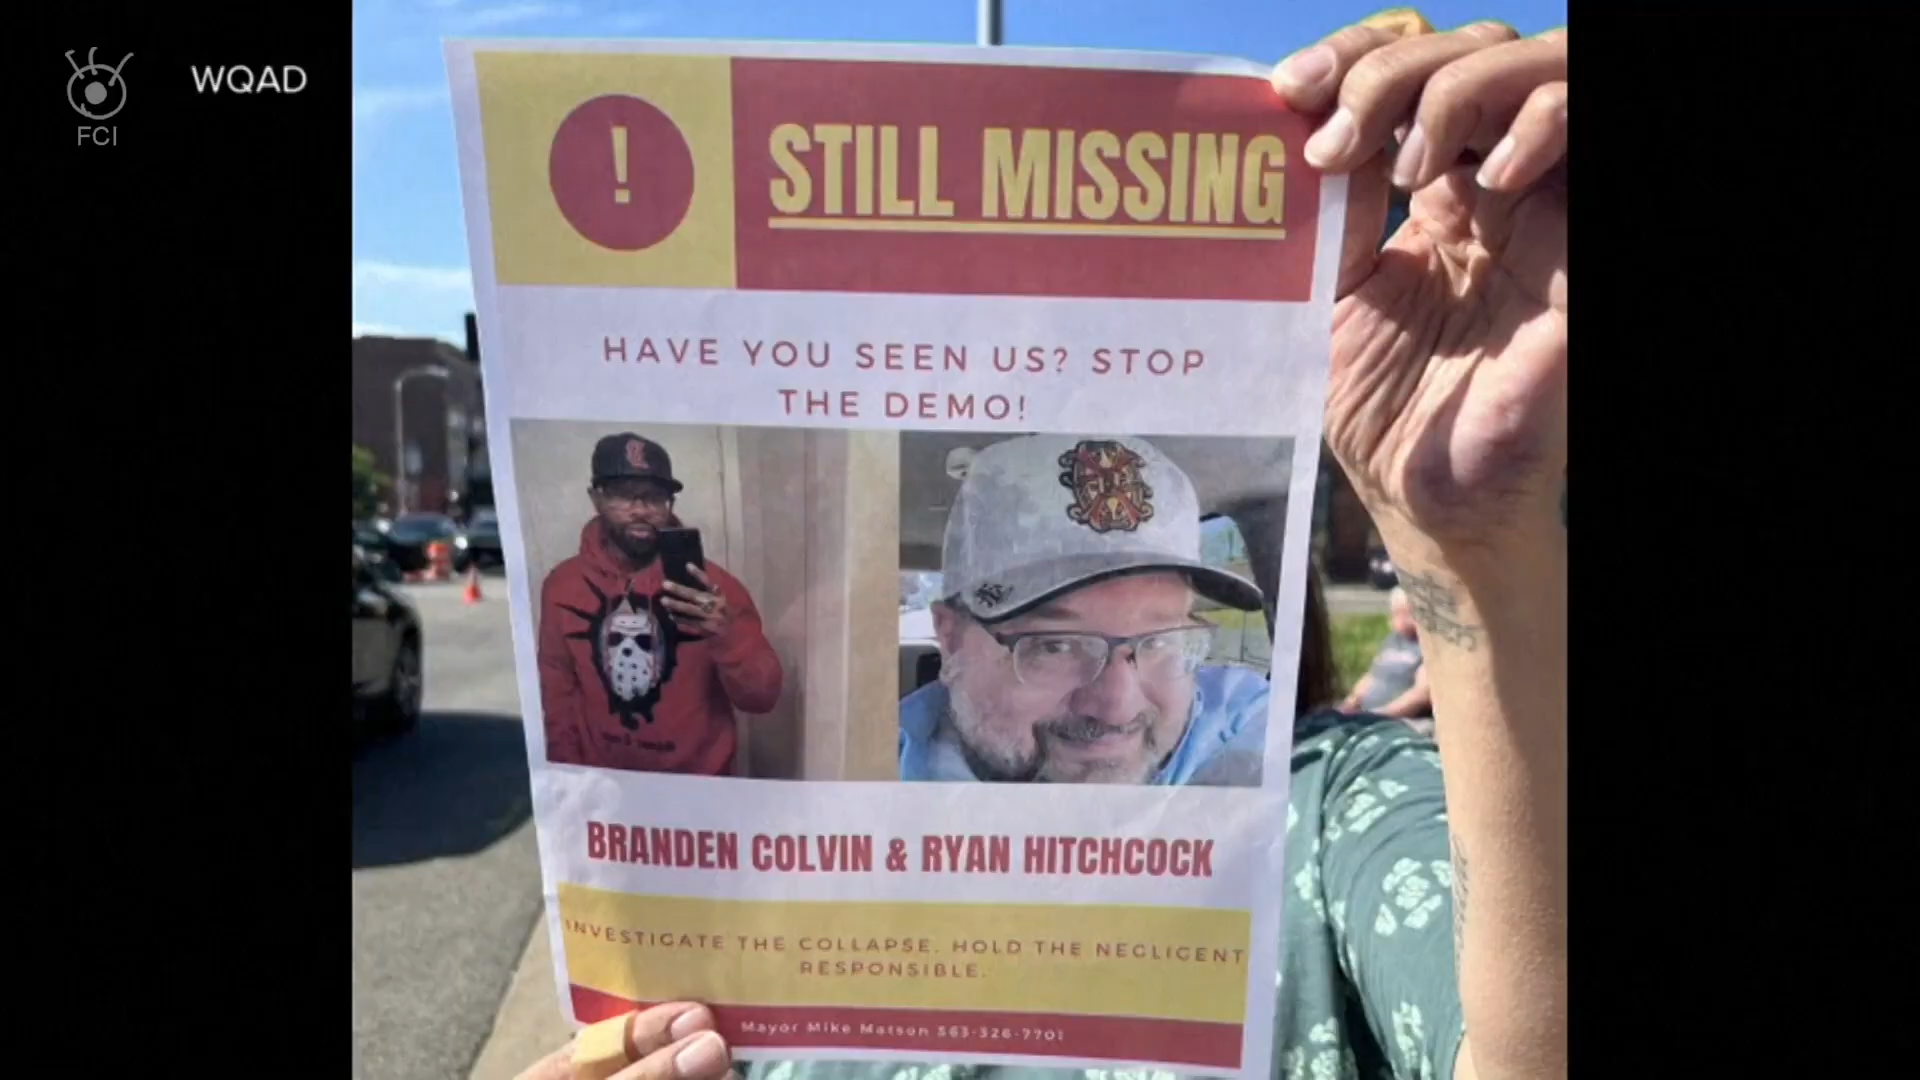 WQAD
FCI
!
STILL MISSING
HAVE YOU SEEN US? STOP
THE DEMO!
BRANDEN COLVIN & RYAN HITCHCOCK
INVESTIGATE THE COLLAPSE. HOLD THE NEGLIGENT
RESPONSIBLE.
Mayor Mike Matson 563-326-7701